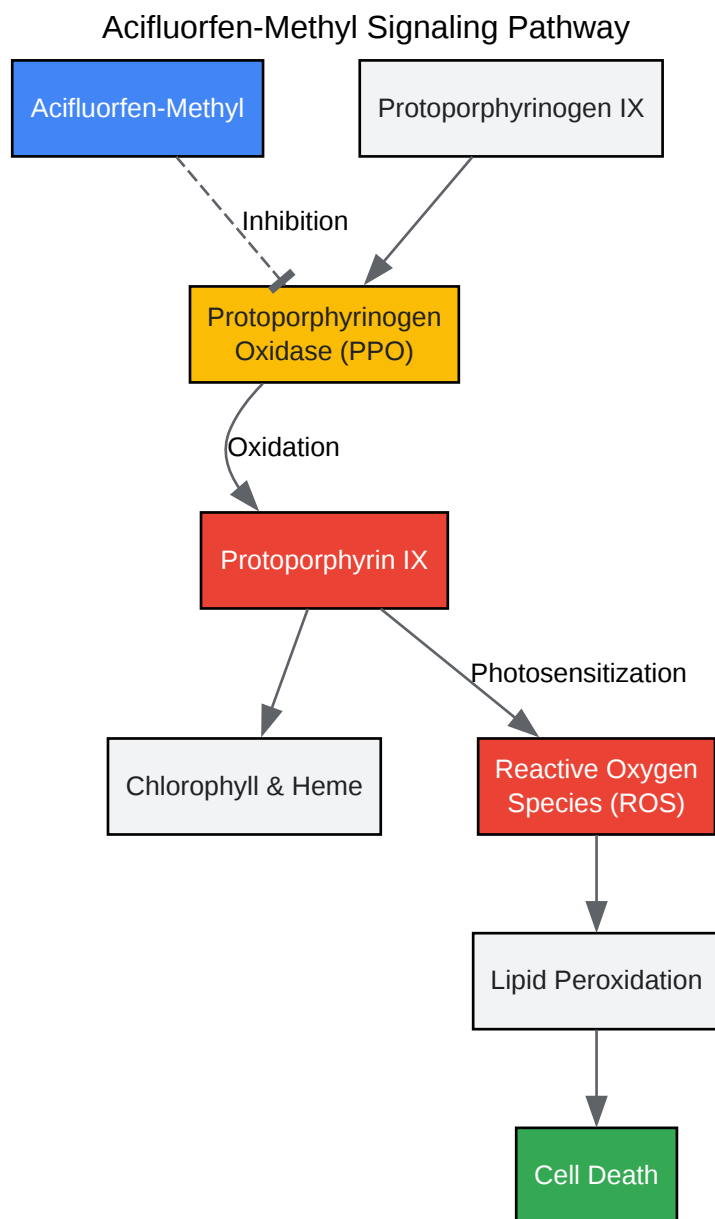 Acifluorfen-Methyl Signaling Pathway
Acifluorfen-Methyl
Protoporphyrinogen IX
Inhibition
Protoporphyrinogen
Oxidase (PPO)
Oxidation
Protoporphyrin IX
Photosensitization
Chlorophyll & Heme
Reactive Oxygen
Species (ROS)
Lipid Peroxidation
Cell Death